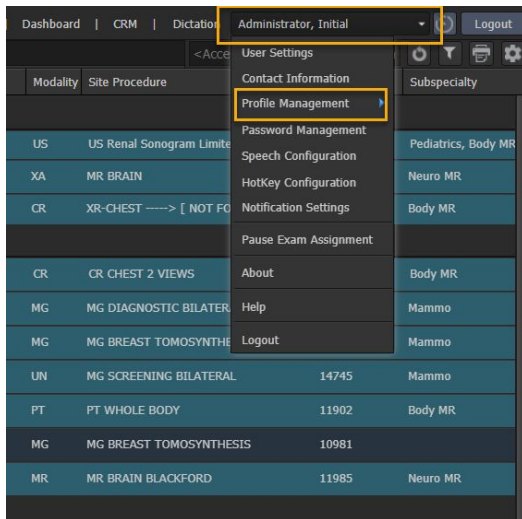 Dashboard | CRM | Dictation Administrator, Initial Logout
<Acce
User Settings
Contact Information
Profile Management
Password Management
Speech Configuration
HotKey Configuration
Notification Settings
Pause Exam Assignment
About
Help
Logout
Modality Site Procedure Subspecialty
US US Renal Sonogram Limite Pediatrics, Body MR
XA MR BRAIN Neuro MR
CR XR-CHEST -----> [ NOT FO Body MR
CR CR CHEST 2 VIEWS Body MR
MG MG DIAGNOSTIC BILATER Mammo
MG MG BREAST TOMOSYNTHE Mammo
UN MG SCREENING BILATERAL 14745 Mammo
PT PT WHOLE BODY 11902 Body MR
MG MG BREAST TOMOSYNTHESIS 10981
MR MR BRAIN BLACKFORD 11985 Neuro MR